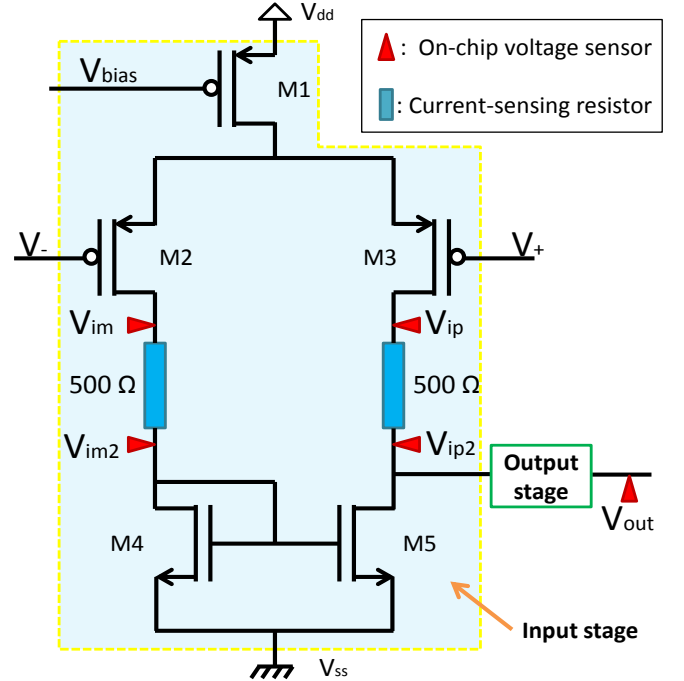 Vdd
: On-chip voltage sensor
Vbias
M1
: Current-sensing resistor
V-
M2
M3
V+
Vim
Vip
500 Ω
500 Ω
Vim2
Vip2
Output
stage
Vout
M4
M5
Input stage
Vss